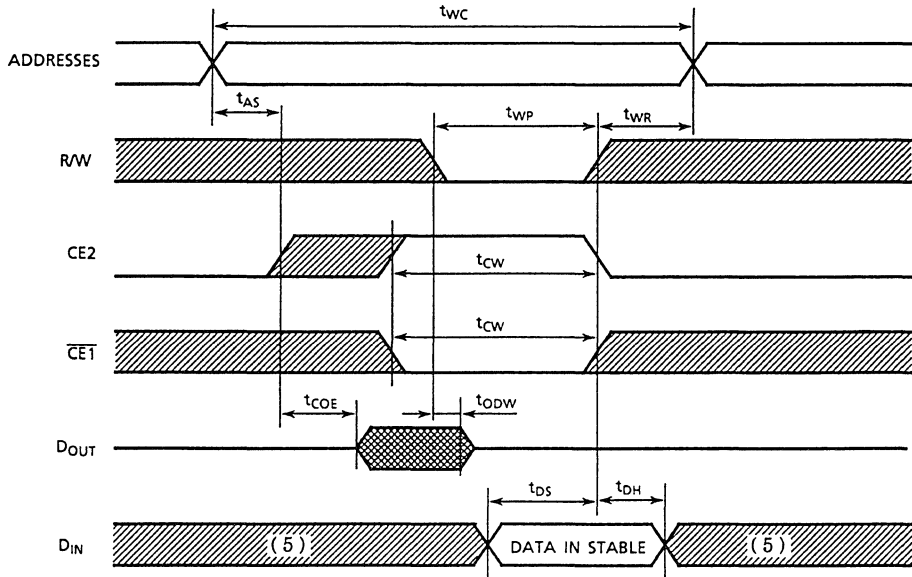 tWC
ADDRESSES
tAS
tWP
tWR
R/W
CE2
tCW
tCW
CE1
tCOE
tODW
DOUT
tDS
tDH
DIN
(5)
DATA IN STABLE
(5)